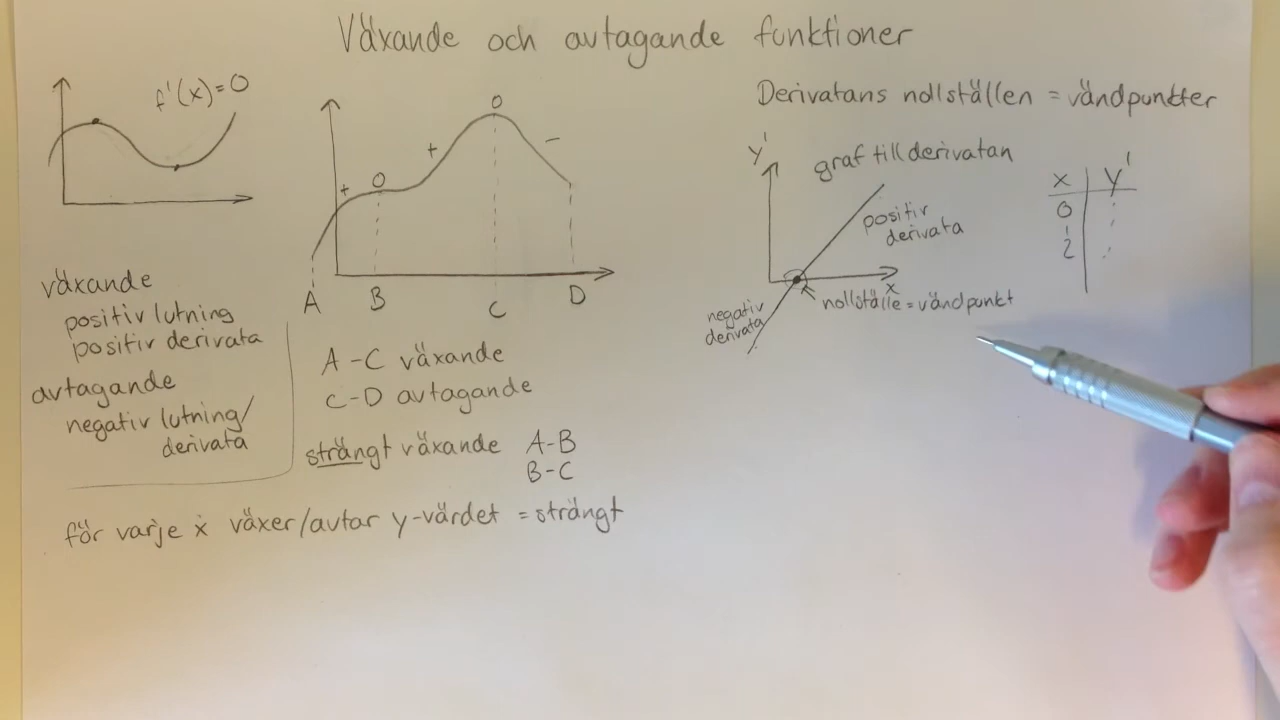 Växande och avtagande funktioner
f'(x)=0
växande
positiv lutning
positiv derivata
avtagande
negativ lutning/
derivata
+ 0 + 0 −
A B C D
A-C växande
C-D avtagande
strängt växande A-B
B-C
för varje x växer/avtar y-värdet = strängt
Derivatans nollställen = vändpunkter
y'
graf till derivatan
positiv
derivata
x
nollställe = vändpunkt
negativ
derivata
x y'
0
1
2